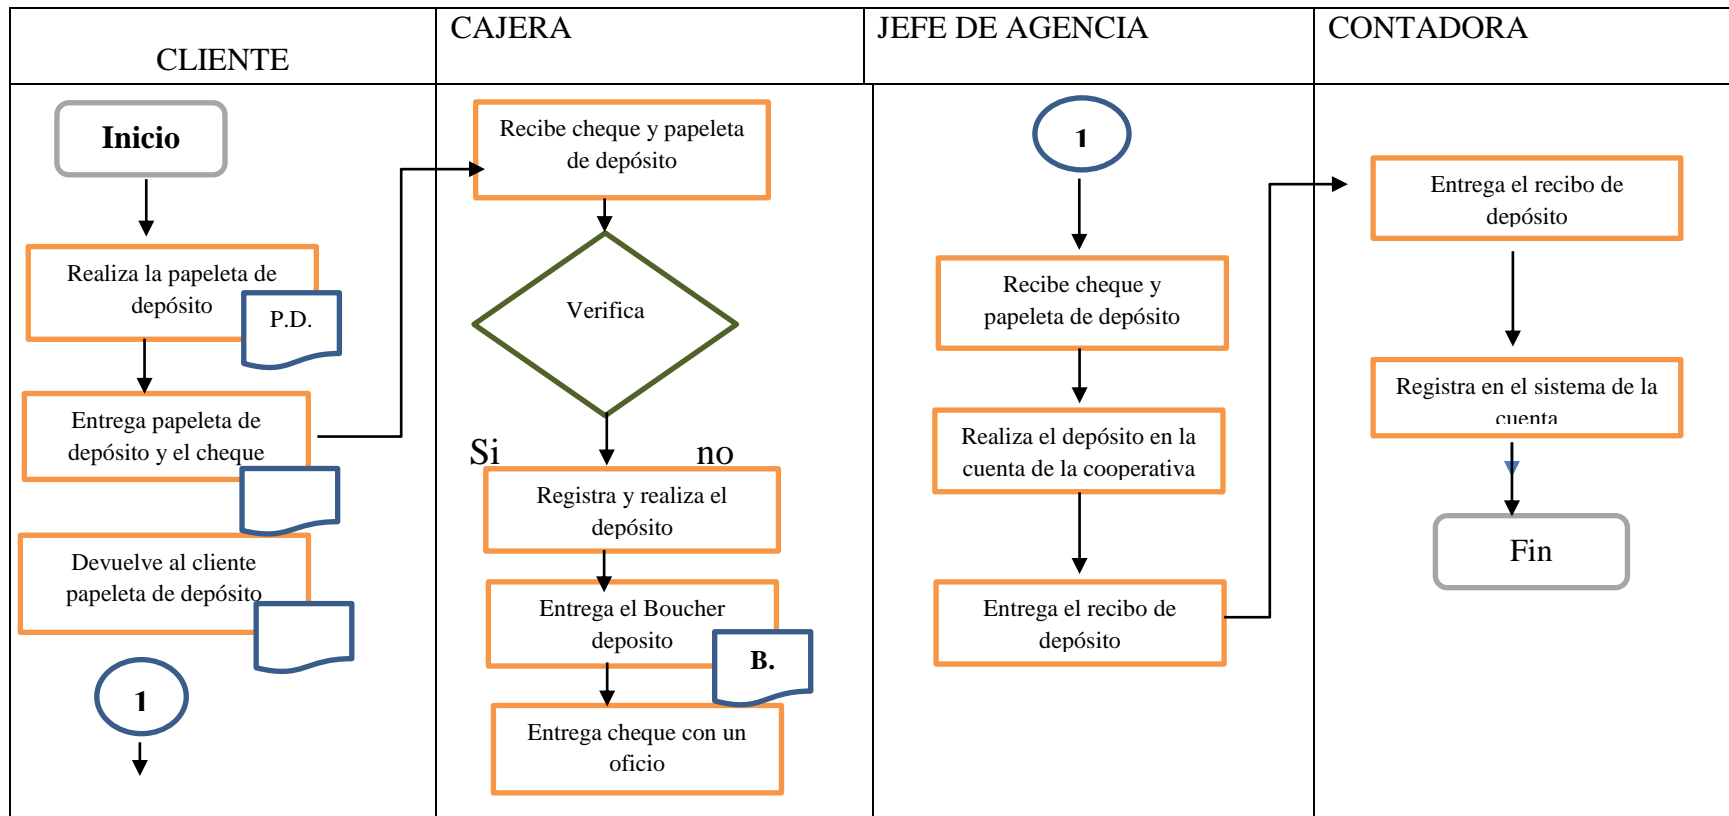 CLIENTE
CAJERA
JEFE DE AGENCIA
CONTADORA
Inicio
Realiza la papeleta de
depósito
P.D.
Entrega papeleta de
depósito y el cheque
Devuelve al cliente
papeleta de depósito
1
Recibe cheque y papeleta
de depósito
Verifica
Si
no
Registra y realiza el
depósito
Entrega el Boucher
deposito
B.
Entrega cheque con un
oficio
1
Recibe cheque y
papeleta de depósito
Realiza el depósito en la
cuenta de la cooperativa
Entrega el recibo de
depósito
Entrega el recibo de
depósito
Registra en el sistema de la
cuenta
Fin